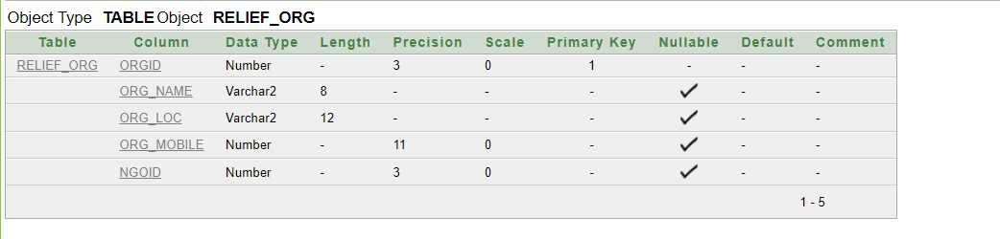 Object Type TABLE Object RELIEF_ORG
Table Column Data Type Length Precision Scale Primary Key Nullable Default Comment
RELIEF_ORG ORGID Number - 3 0 1 - - -
ORG_NAME Varchar2 8 - - - ✓ - -
ORG_LOC Varchar2 12 - - - ✓ - -
ORG_MOBILE Number - 11 0 - ✓ - -
NGOID Number - 3 0 - ✓ - -
1 - 5